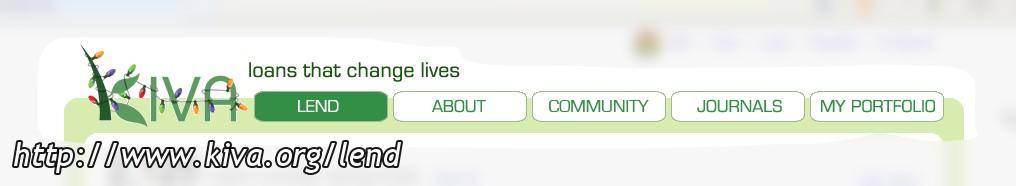 loans that change lives
KIVA LEND ABOUT COMMUNITY JOURNALS MY PORTFOLIO
http://www.kiva.org/lend